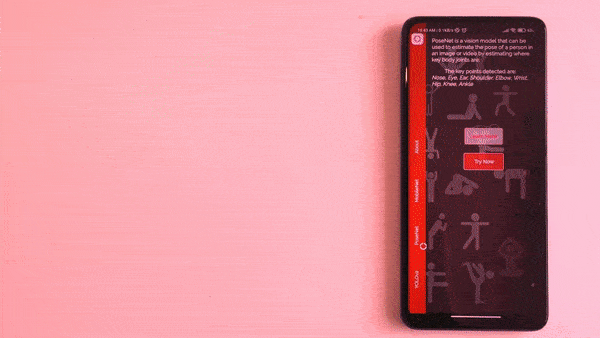 PoseNet is a vision model that can be
used to estimate the pose of a person in
an image or video by estimating where
key body joints are.
The key points detected are:
Nose, Eye, Ear, Shoulder, Elbow, Wrist,
Hip, Knee, Ankle
Try Now
About
MobileNet
PoseNet
YOLOv2